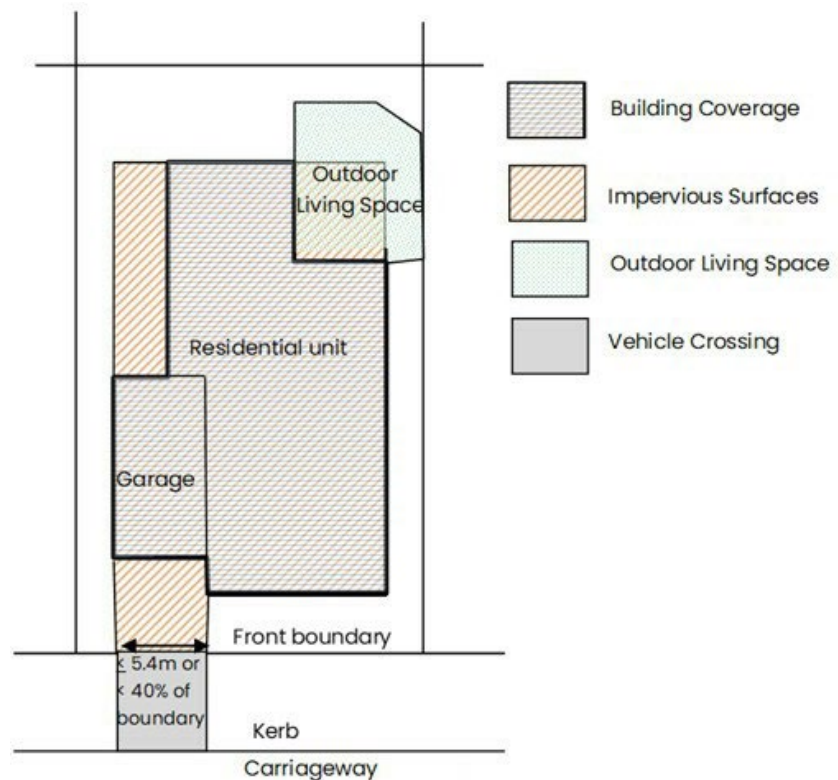 Building Coverage
Impervious Surfaces
Outdoor Living Space
Vehicle Crossing
Outdoor
Living Space
Residential unit
Garage
Front boundary
≤ 5.4m or
< 40% of
boundary
Kerb
Carriageway